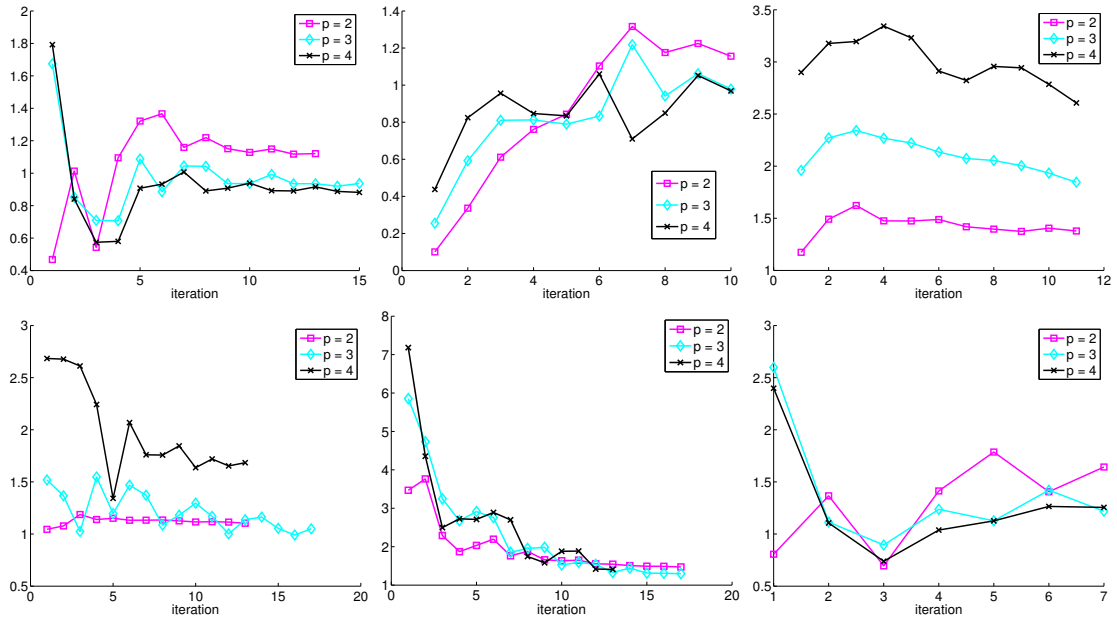 2
1.8
1.6
1.4
1.2
1
0.8
0.6
0.4
0 5 10 15
iteration
p = 2
p = 3
p = 4
1.4
1.2
1
0.8
0.6
0.4
0.2
0
0 2 4 6 8 10
iteration
p = 2
p = 3
p = 4
3.5
3
2.5
2
1.5
1
0 2 4 6 8 10 12
iteration
p = 2
p = 3
p = 4
3
2.5
2
1.5
1
0.5
0 5 10 15 20
iteration
p = 2
p = 3
p = 4
8
7
6
5
4
3
2
1
0 5 10 15 20
iteration
p = 2
p = 3
p = 4
3
2.5
2
1.5
1
0.5
1 2 3 4 5 6 7
iteration
p = 2
p = 3
p = 4